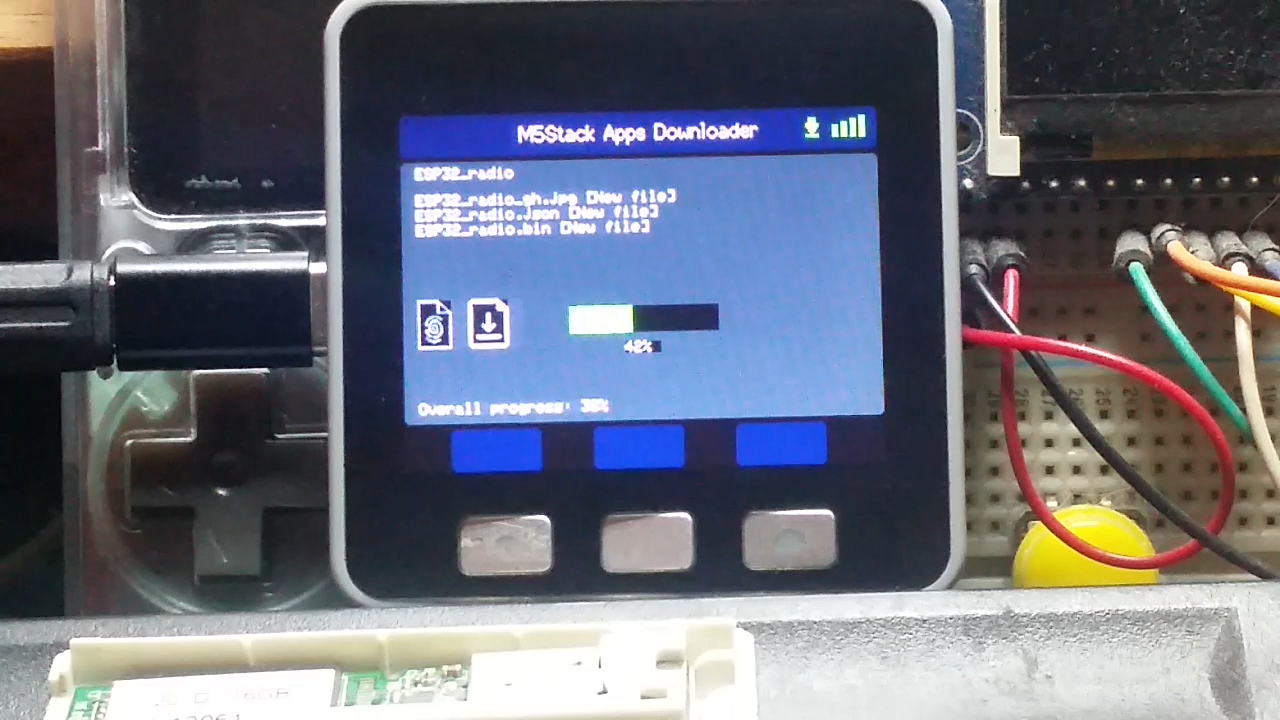 M5Stack Apps Downloader
ESP32_radio
ESP32_radio_gh.jpg [New file]
ESP32_radio.json [New file]
ESP32_radio.bin [New file]
42%
Overall progress: 38%